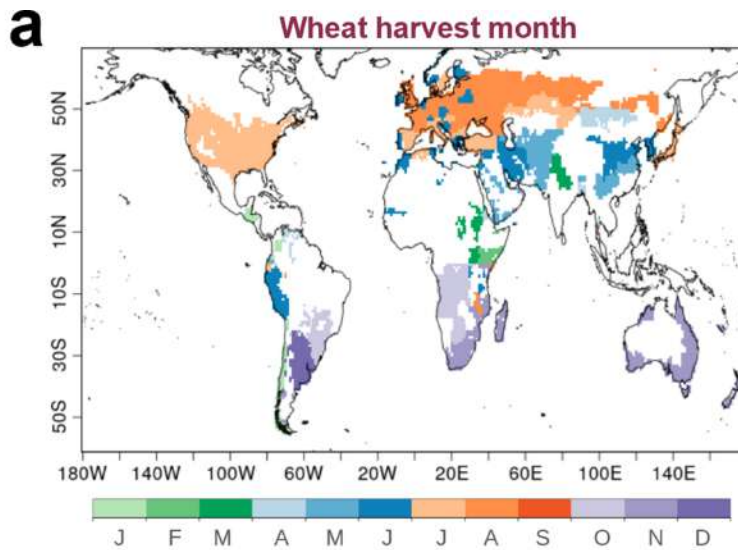 a
Wheat harvest month
50N
30N
10N
10S
30S
50S
180W 140W 100W 60W 20W 20E 60E 100E 140E
J F M A M J J A S O N D